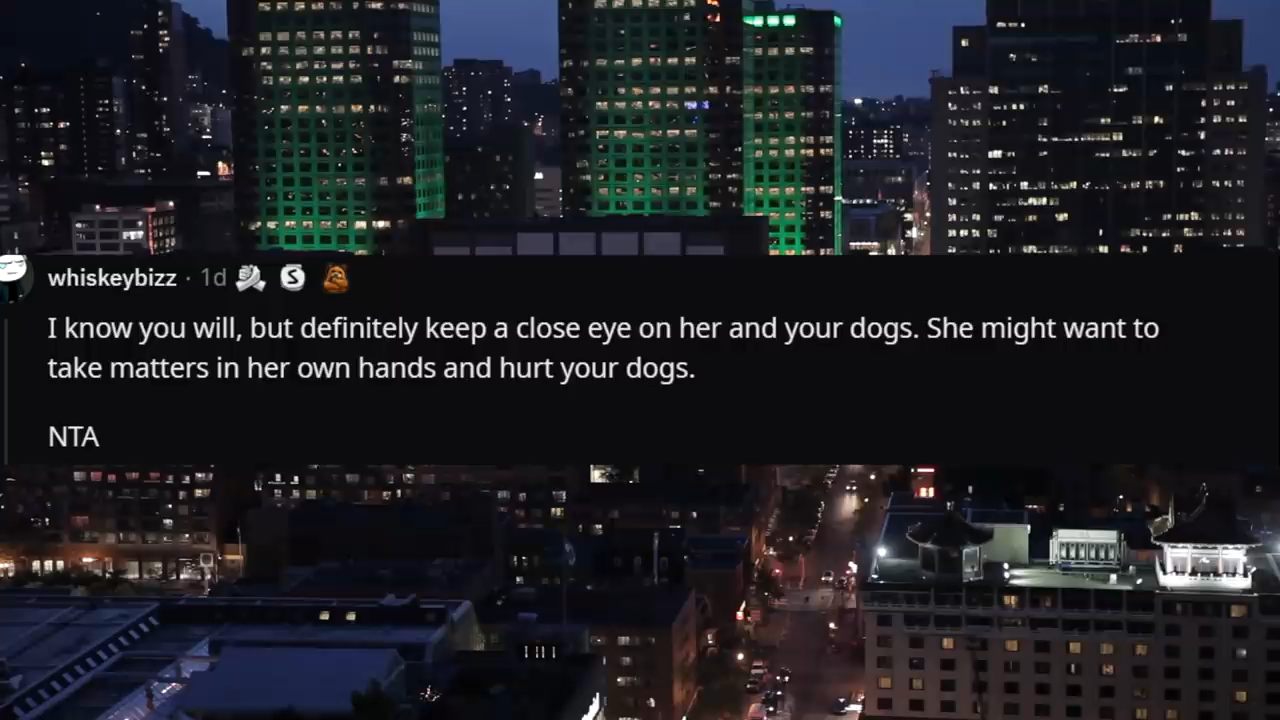 whiskeybizz · 1d
I know you will, but definitely keep a close eye on her and your dogs. She might want to
take matters in her own hands and hurt your dogs.
NTA